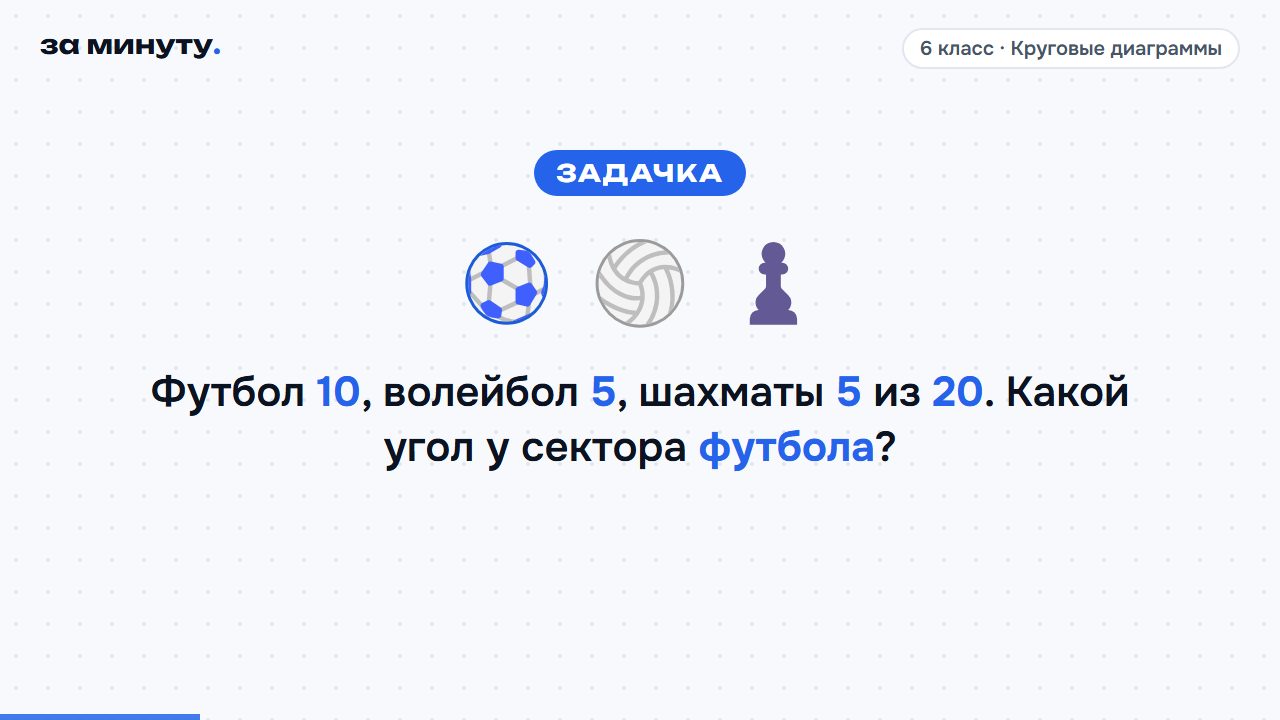 за минуту.
6 класс · Круговые диаграммы
ЗАДАЧКА
Футбол 10, волейбол 5, шахматы 5 из 20. Какой
угол у сектора футбола?